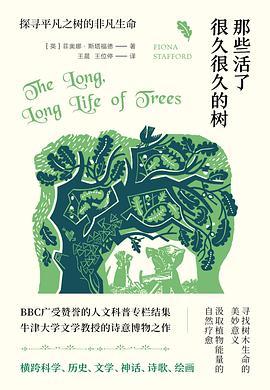 探寻平凡之树的非凡生命
那些活了
很久很久的树
[英] 菲奥娜·斯塔福德 — 著
王晨 王位停 — 译
FIONA
STAFFORD
The Long,
Long Life of Trees
寻找树木生命的
美妙意义
汲取植物能量的
自然疗愈
BBC广受赞誉的人文科普专栏结集
牛津大学文学教授的诗意博物之作
横跨科学、历史、文学、神话、诗歌、绘画